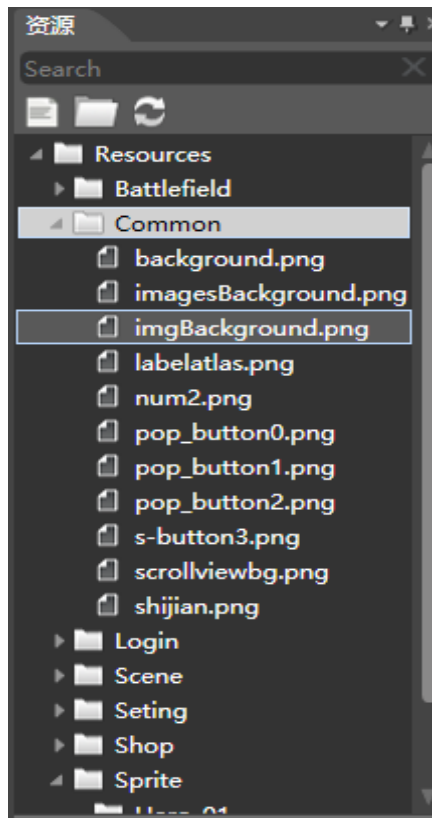 资源
Search
Resources
Battlefield
Common
background.png
imagesBackground.png
imgBackground.png
labelatlas.png
num2.png
pop_button0.png
pop_button1.png
pop_button2.png
s-button3.png
scrollviewbg.png
shijian.png
Login
Scene
Seting
Shop
Sprite